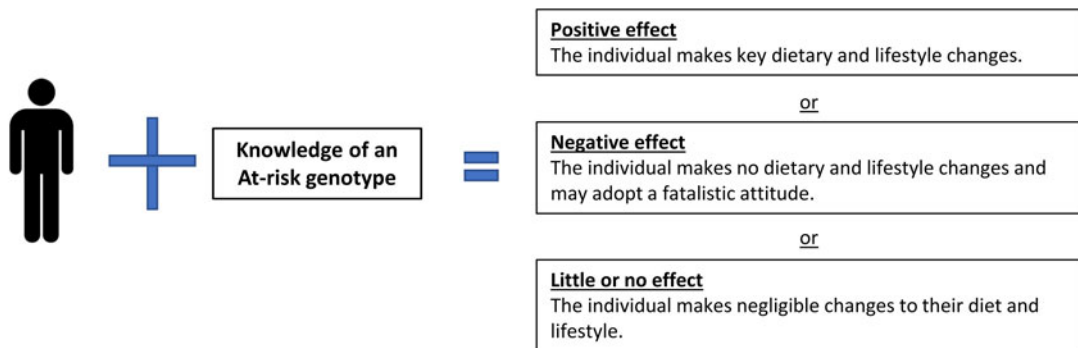 Positive effect
The individual makes key dietary and lifestyle changes.
or
Knowledge of an
At-risk genotype
Negative effect
The individual makes no dietary and lifestyle changes and
may adopt a fatalistic attitude.
or
Little or no effect
The individual makes negligible changes to their diet and
lifestyle.